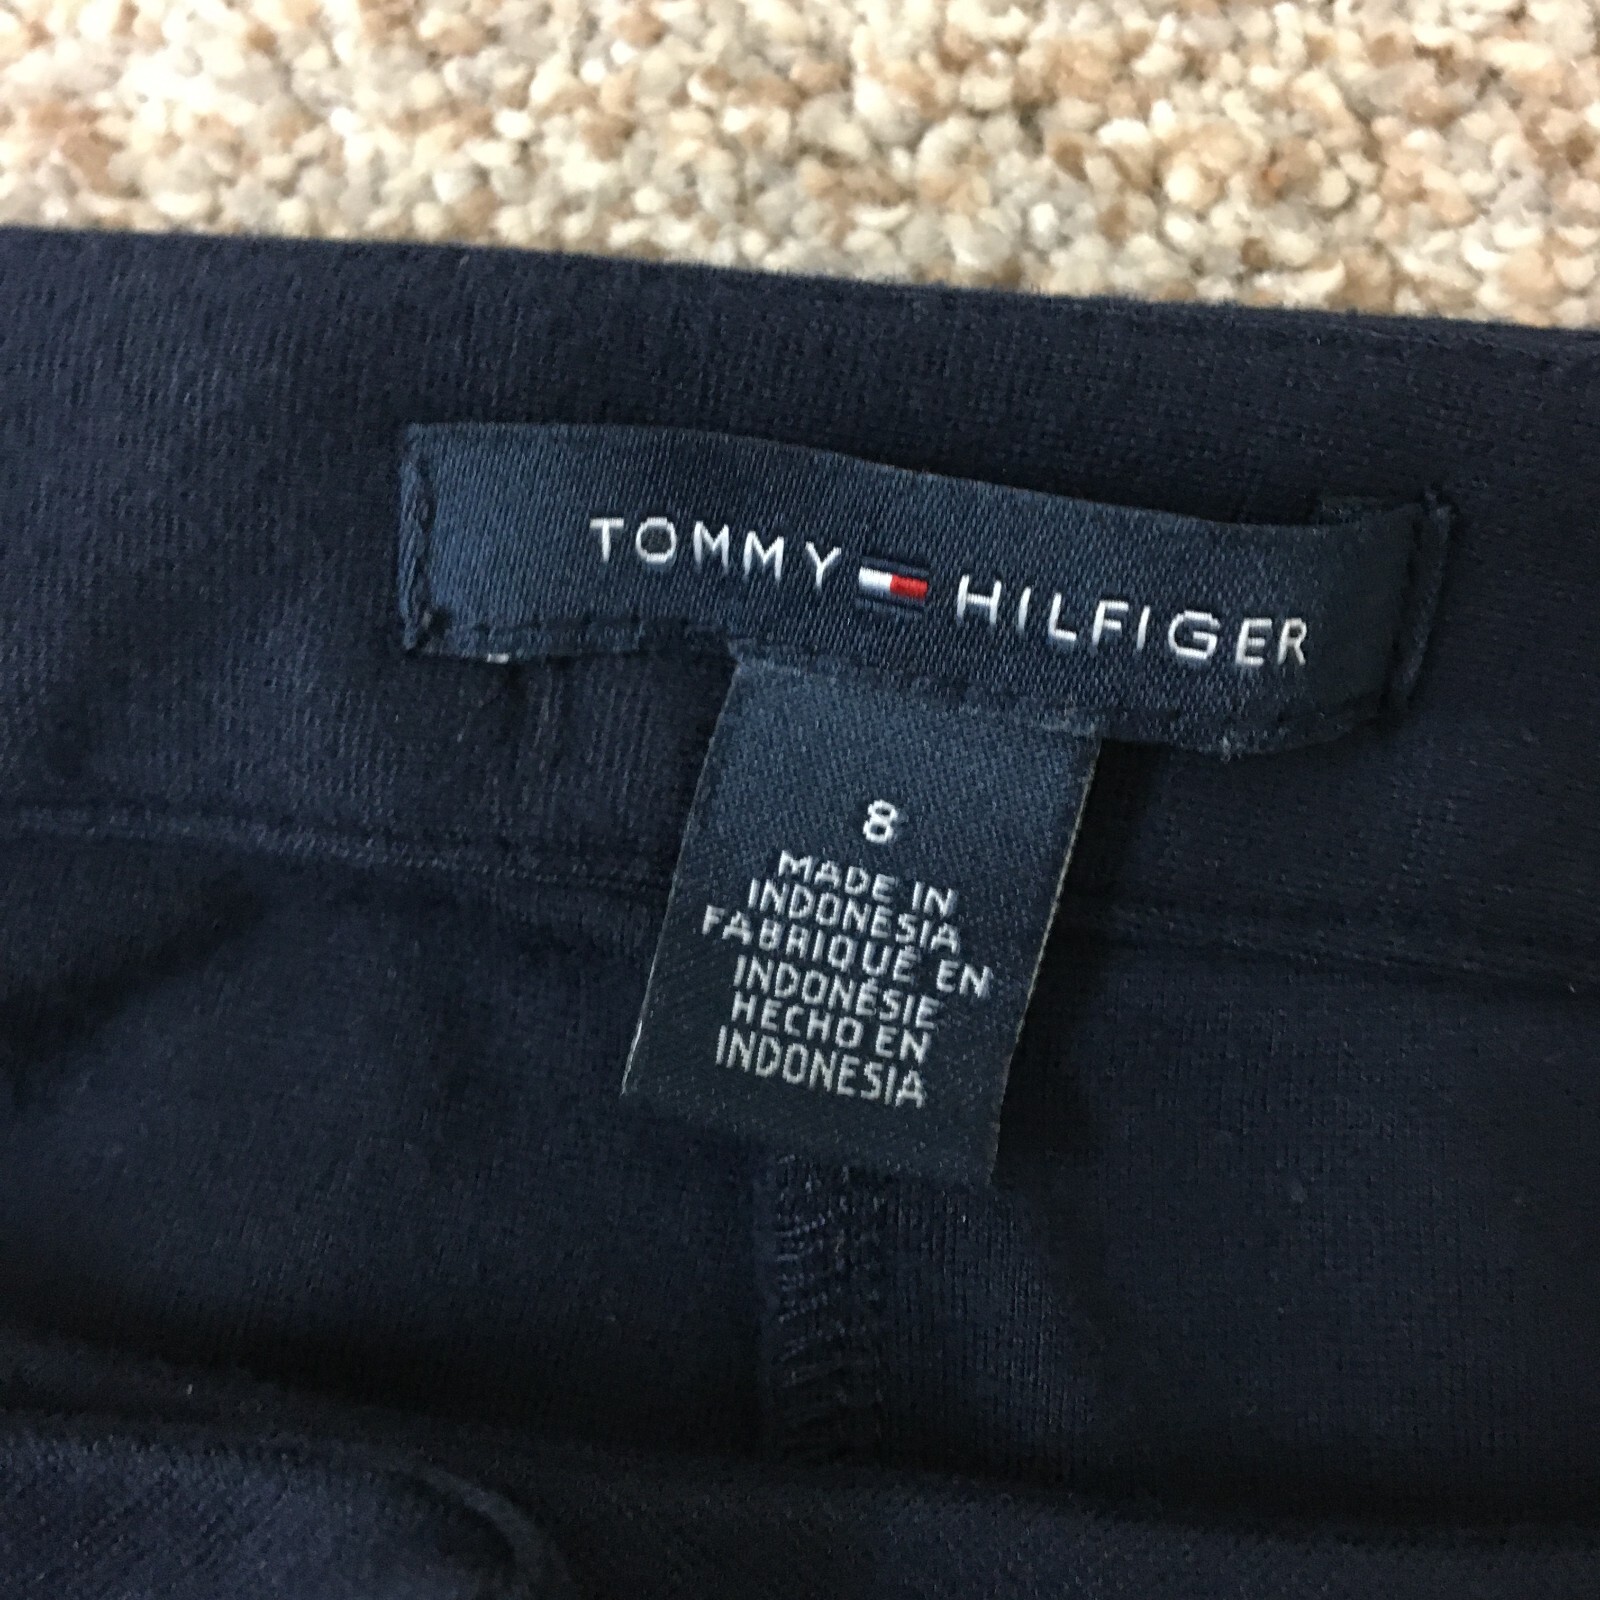 TOMMY HILFIGER
8
MADE IN
INDONESIA
FABRIQUÉ EN
INDONÉSIE
HECHO EN
INDONESIA